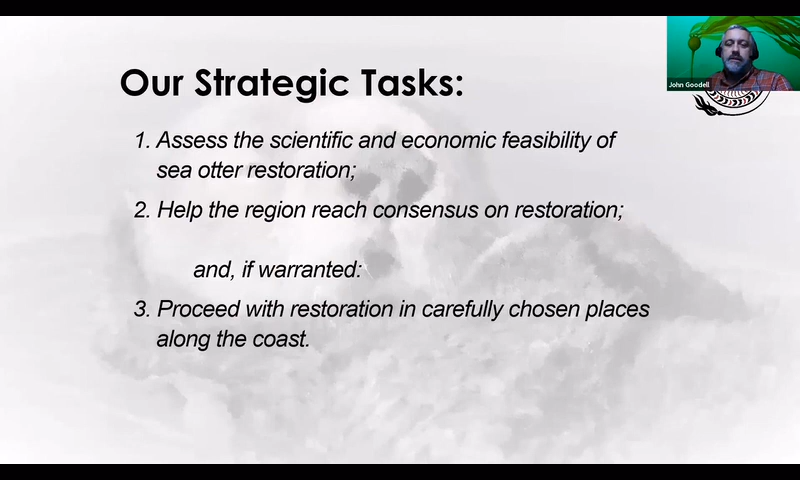 John Goodell
Our Strategic Tasks:
1. Assess the scientific and economic feasibility of
sea otter restoration;
2. Help the region reach consensus on restoration;
and, if warranted:
3. Proceed with restoration in carefully chosen places
along the coast.